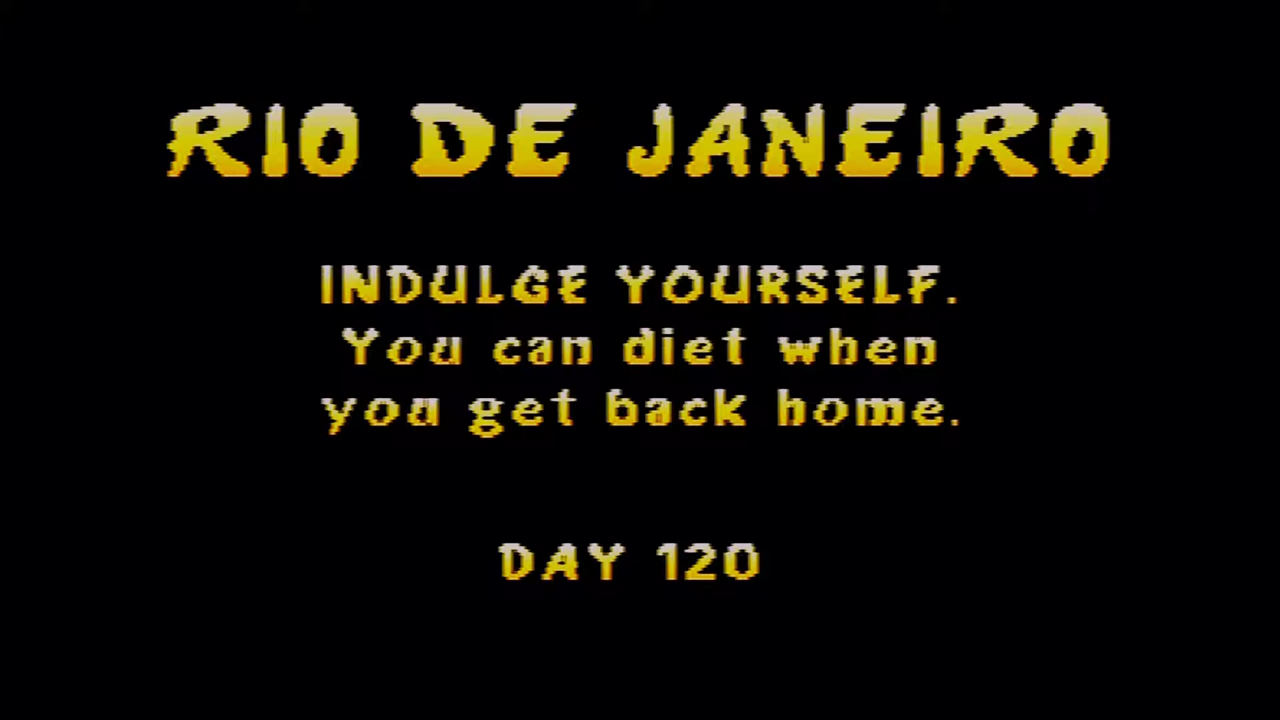 RIO DE JANEIRO
INDULGE YOURSELF.
You can diet when
you get back home.
DAY 120